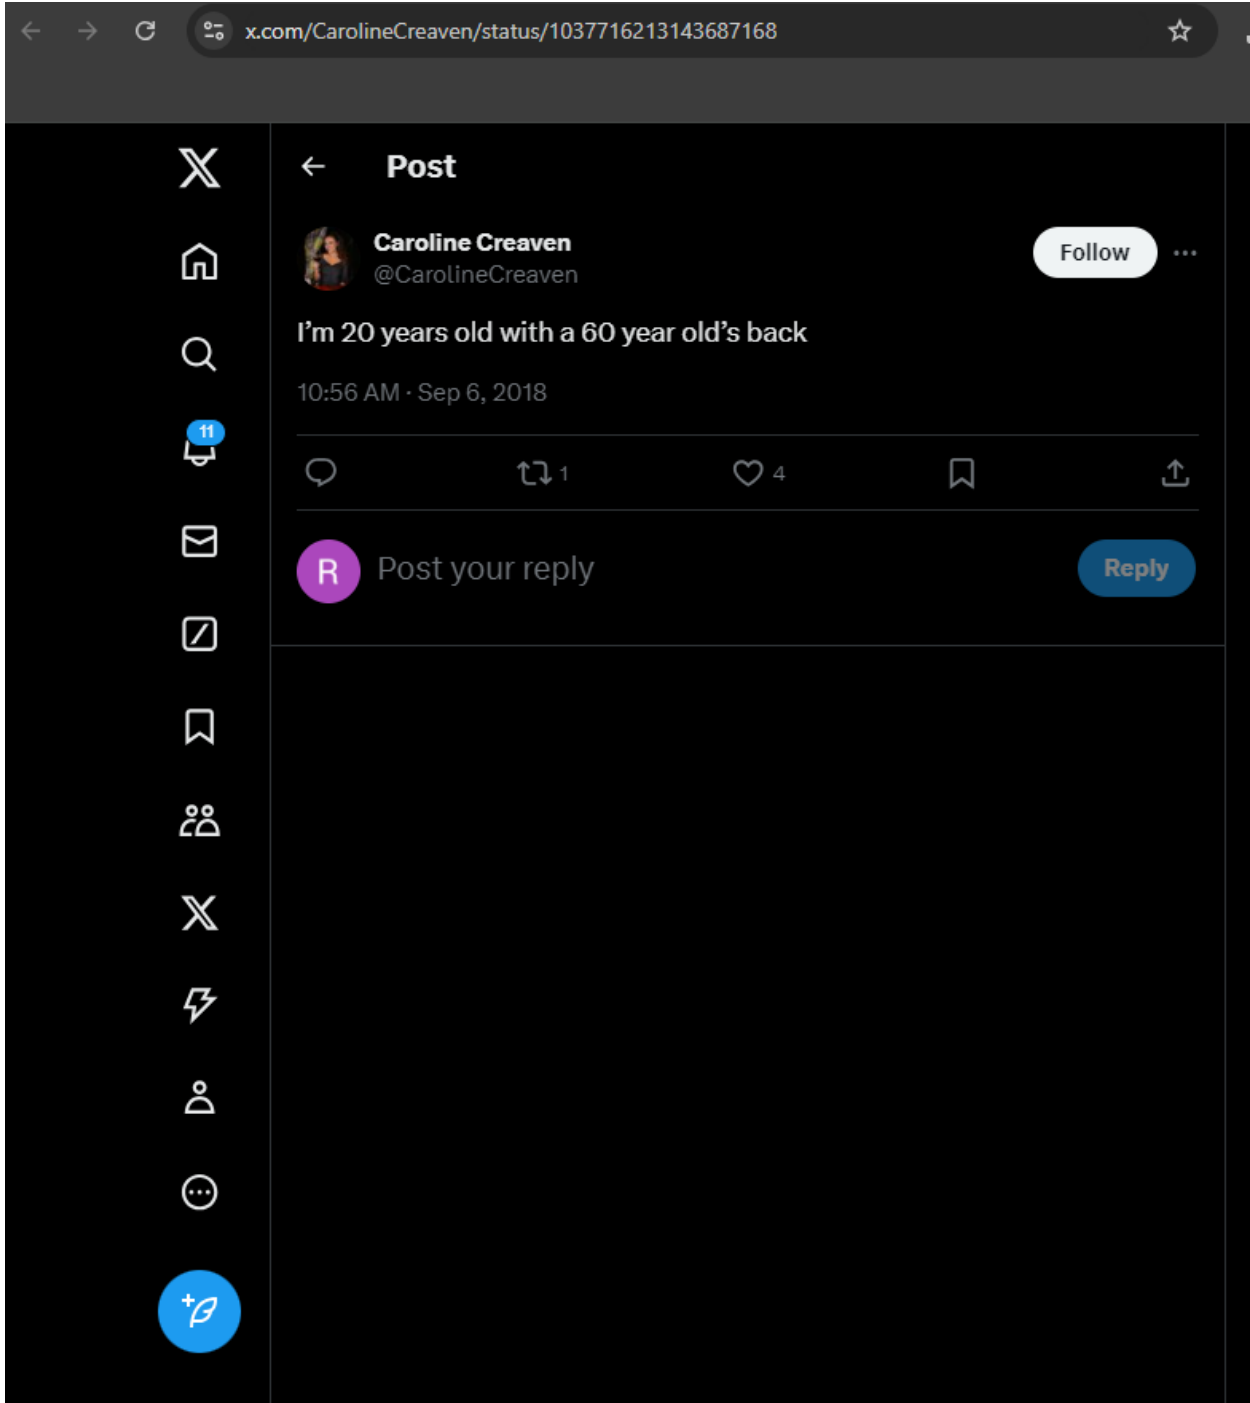 x.com/CarolineCreaven/status/1037716213143687168
Post
Caroline Creaven
@CarolineCreaven
Follow
I’m 20 years old with a 60 year old’s back
10:56 AM · Sep 6, 2018
11
1
4
R
Post your reply
Reply